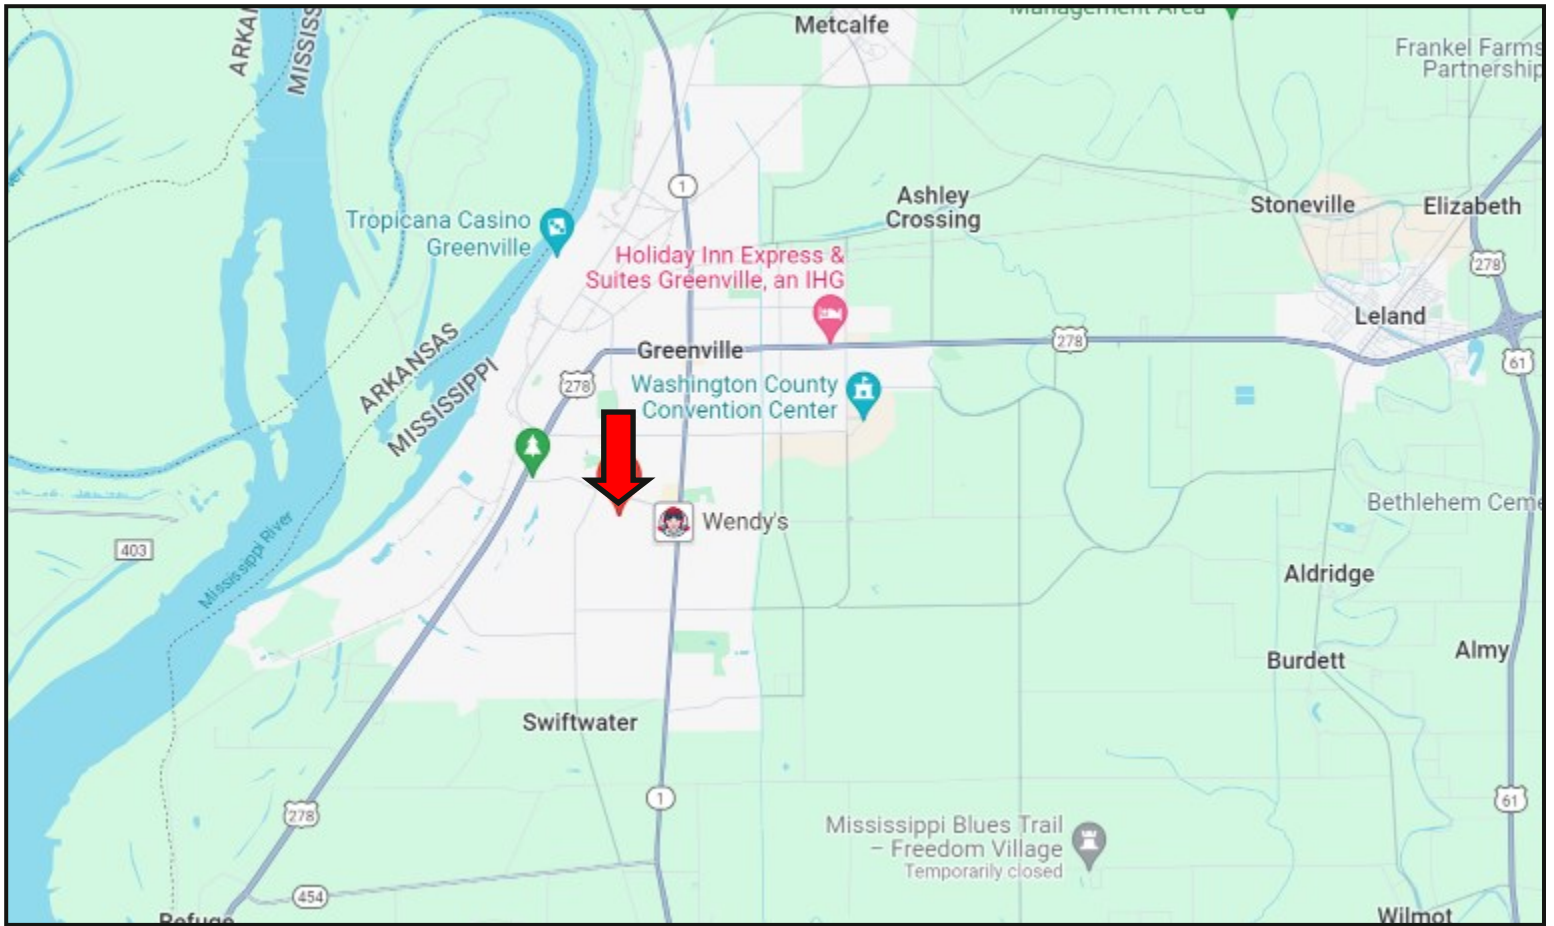 Metcalfe
Management Area
Frankel Farms
Partnership
ARKA
MISSISS
1
Ashley
Crossing
Stoneville
Elizabeth
Tropicana Casino
Greenville
Holiday Inn Express &
Suites Greenville, an IHG
278
Leland
ARKANSAS
MISSISSIPPI
Greenville
278
61
278
Washington County
Convention Center
Bethlehem Ceme
Wendy's
403
Mississippi River
Aldridge
Burdett
Almy
Swiftwater
278
1
61
Mississippi Blues Trail
– Freedom Village
Temporarily closed
454
Refuge
Wilmot